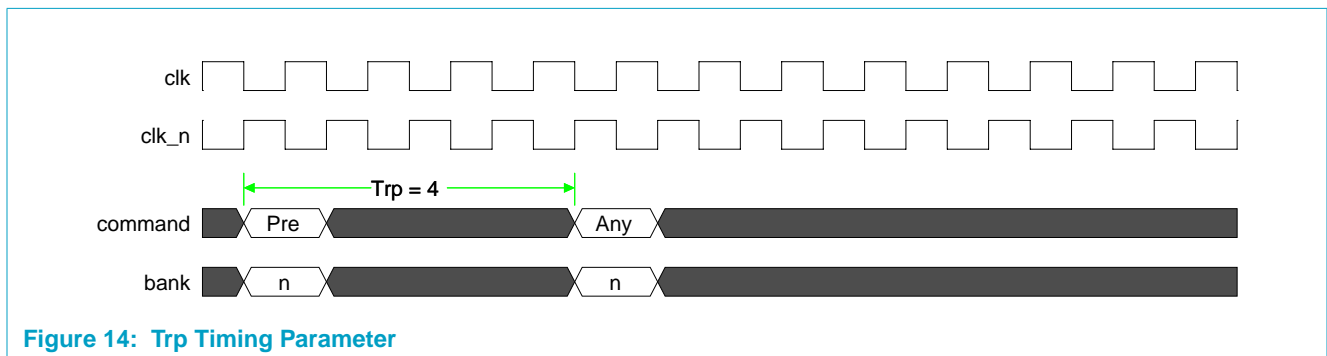 clk
clk_n
Trp = 4
command Pre Any
bank n n
Figure 14: Trp Timing Parameter